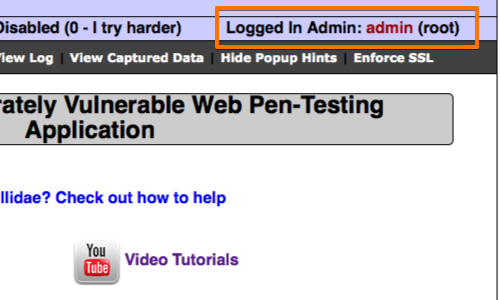 Disabled (0 - I try harder) Logged In Admin: admin (root)
View Log | View Captured Data | Hide Popup Hints | Enforce SSL
rately Vulnerable Web Pen-Testing
Application
llidae? Check out how to help
You
Tube
Video Tutorials